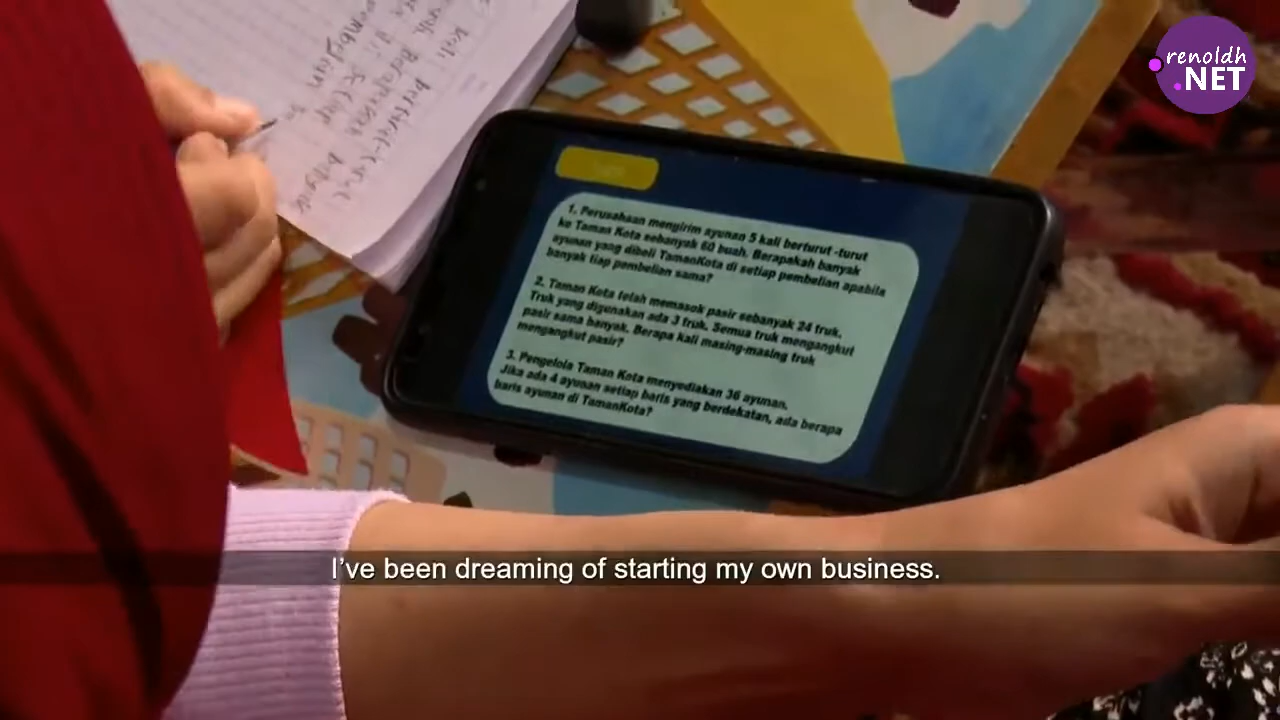 renoldh
.NET
1. Perusahaan mengirim ayunan 5 kali berturut -turut
ke Taman Kota sebanyak 60 buah. Berapakah banyak
ayunan yang dibeli TamanKota di setiap pembelian apabila
banyak tiap pembelian sama?
2. Taman Kota telah memasok pasir sebanyak 24 truk.
Truk yang digunakan ada 3 truk. Semua truk mengangkut
pasir sama banyak. Berapa kali masing-masing truk
mengangkut pasir?
3. Pengelola Taman Kota menyediakan 36 ayunan.
Jika ada 4 ayunan setiap baris yang berdekatan, ada berapa
baris ayunan di TamanKota?
I've been dreaming of starting my own business.